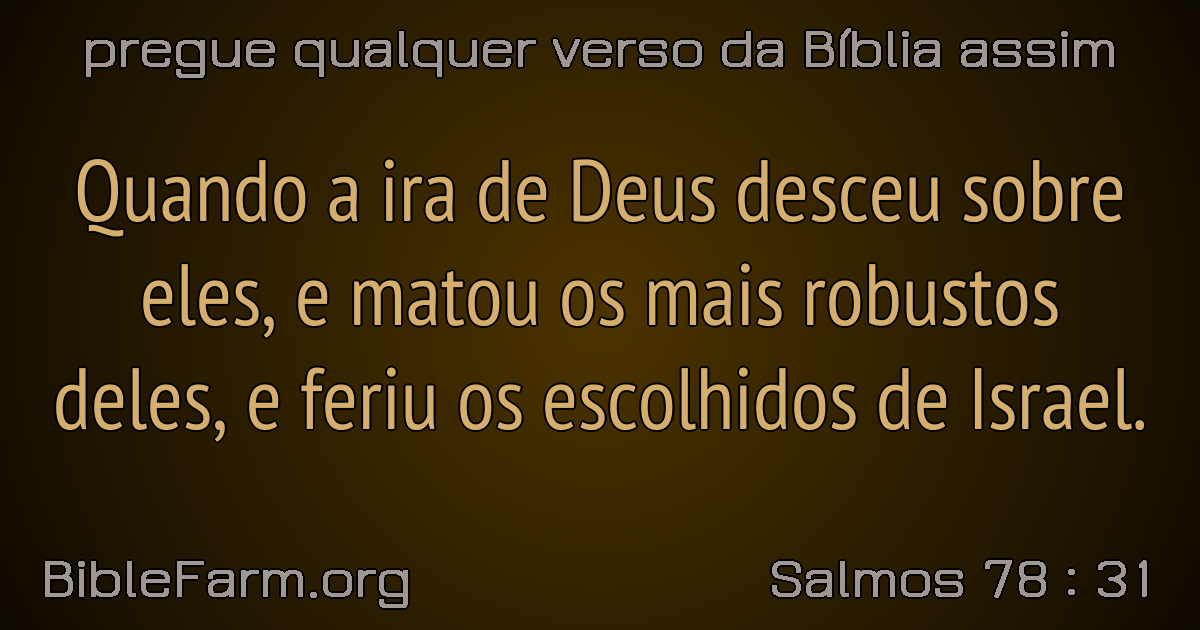 pregue qualquer verso da Bíblia assim
Quando a ira de Deus desceu sobre
eles, e matou os mais robustos
deles, e feriu os escolhidos de Israel.
BibleFarm.org
Salmos 78 : 31